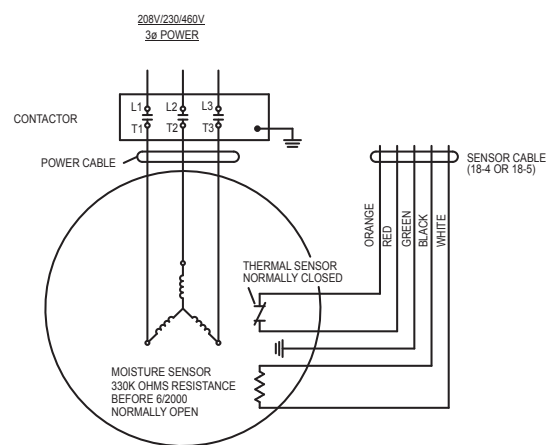 208V/230/460V
3ø POWER
L1
L2
L3
CONTACTOR
T1
T2
T3
POWER CABLE
SENSOR CABLE
(18-4 OR 18-5)
ORANGE
RED
GREEN
BLACK
WHITE
THERMAL SENSOR
NORMALLY CLOSED
MOISTURE SENSOR
330K OHMS RESISTANCE
BEFORE 6/2000
NORMALLY OPEN